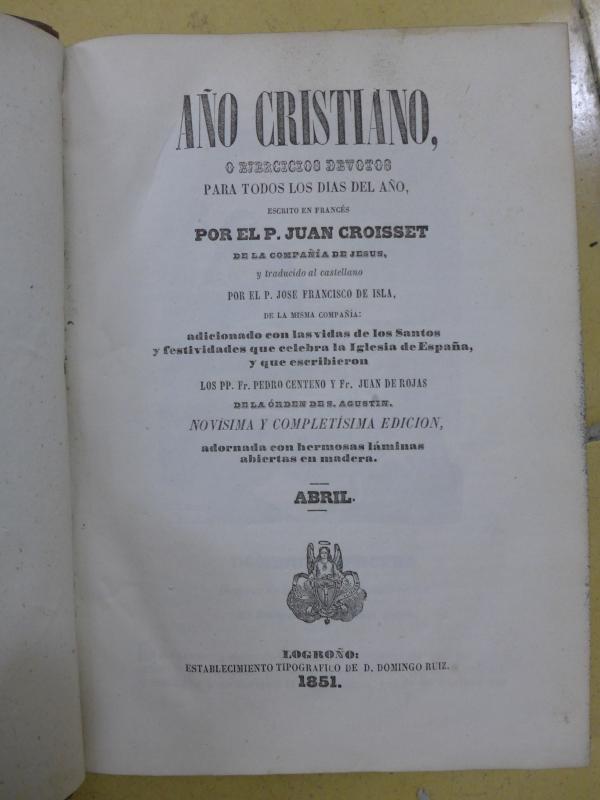 AÑO CRISTIANO,
O EJERCICIOS DEVOTOS
PARA TODOS LOS DIAS DEL AÑO,
ESCRITO EN FRANCÉS
POR EL P. JUAN CROISSET
DE LA COMPAÑÍA DE JESUS,
y traducido al castellano
POR EL P. JOSE FRANCISCO DE ISLA,
DE LA MISMA COMPAÑÍA:
adicionado con las vidas de los Santos
y festividades que celebra la Iglesia de España,
y que escribieron
LOS PP. Fr. PEDRO CENTENO Y Fr. JUAN DE ROJAS
DE LA ÓRDEN DE S. AGUSTIN.
NOVÍSIMA Y COMPLETÍSIMA EDICION,
adornada con hermosas láminas
abiertas en madera.
ABRIL.
LOGROÑO:
ESTABLECIMIENTO TIPOGRAFICO DE D. DOMINGO RUIZ.
1851.